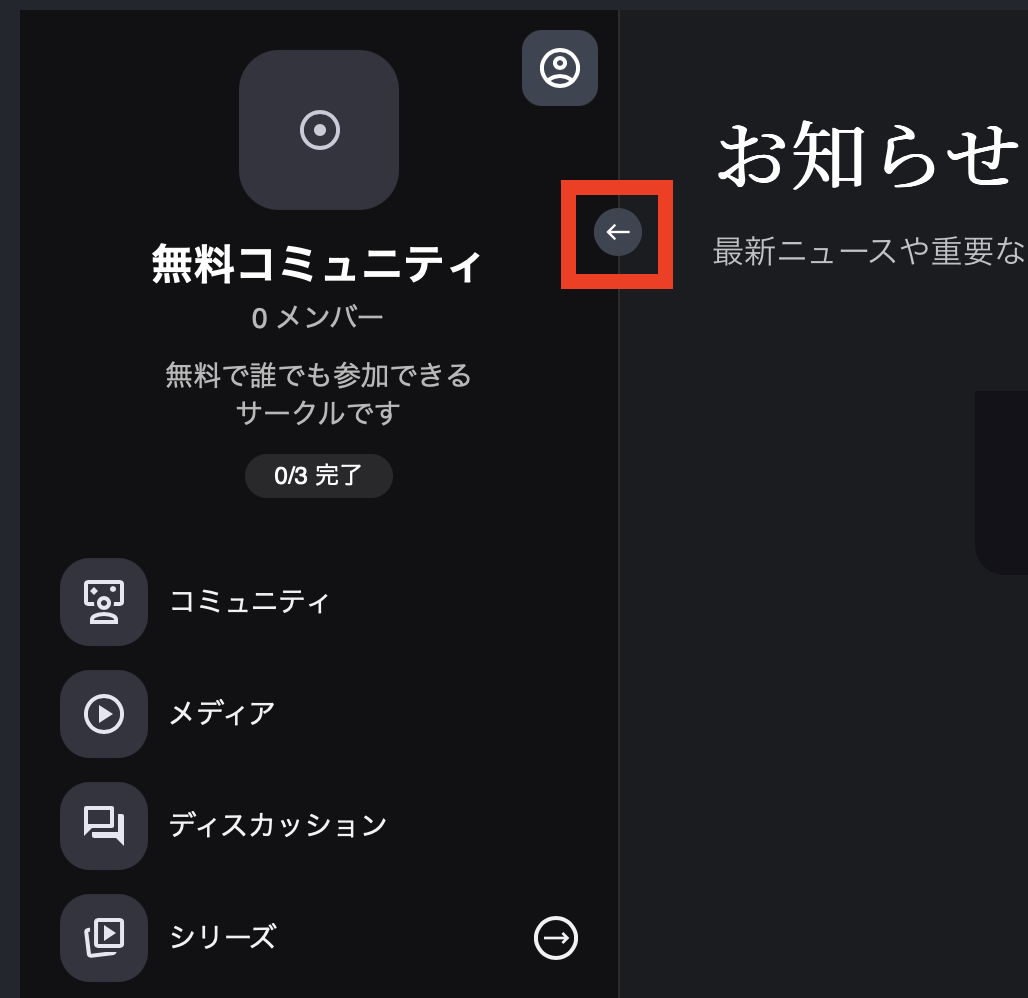 無料コミュニティ
0 メンバー
無料で誰でも参加できる
サークルです
0/3 完了
コミュニティ
メディア
ディスカッション
シリーズ
お知らせ
最新ニュースや重要な